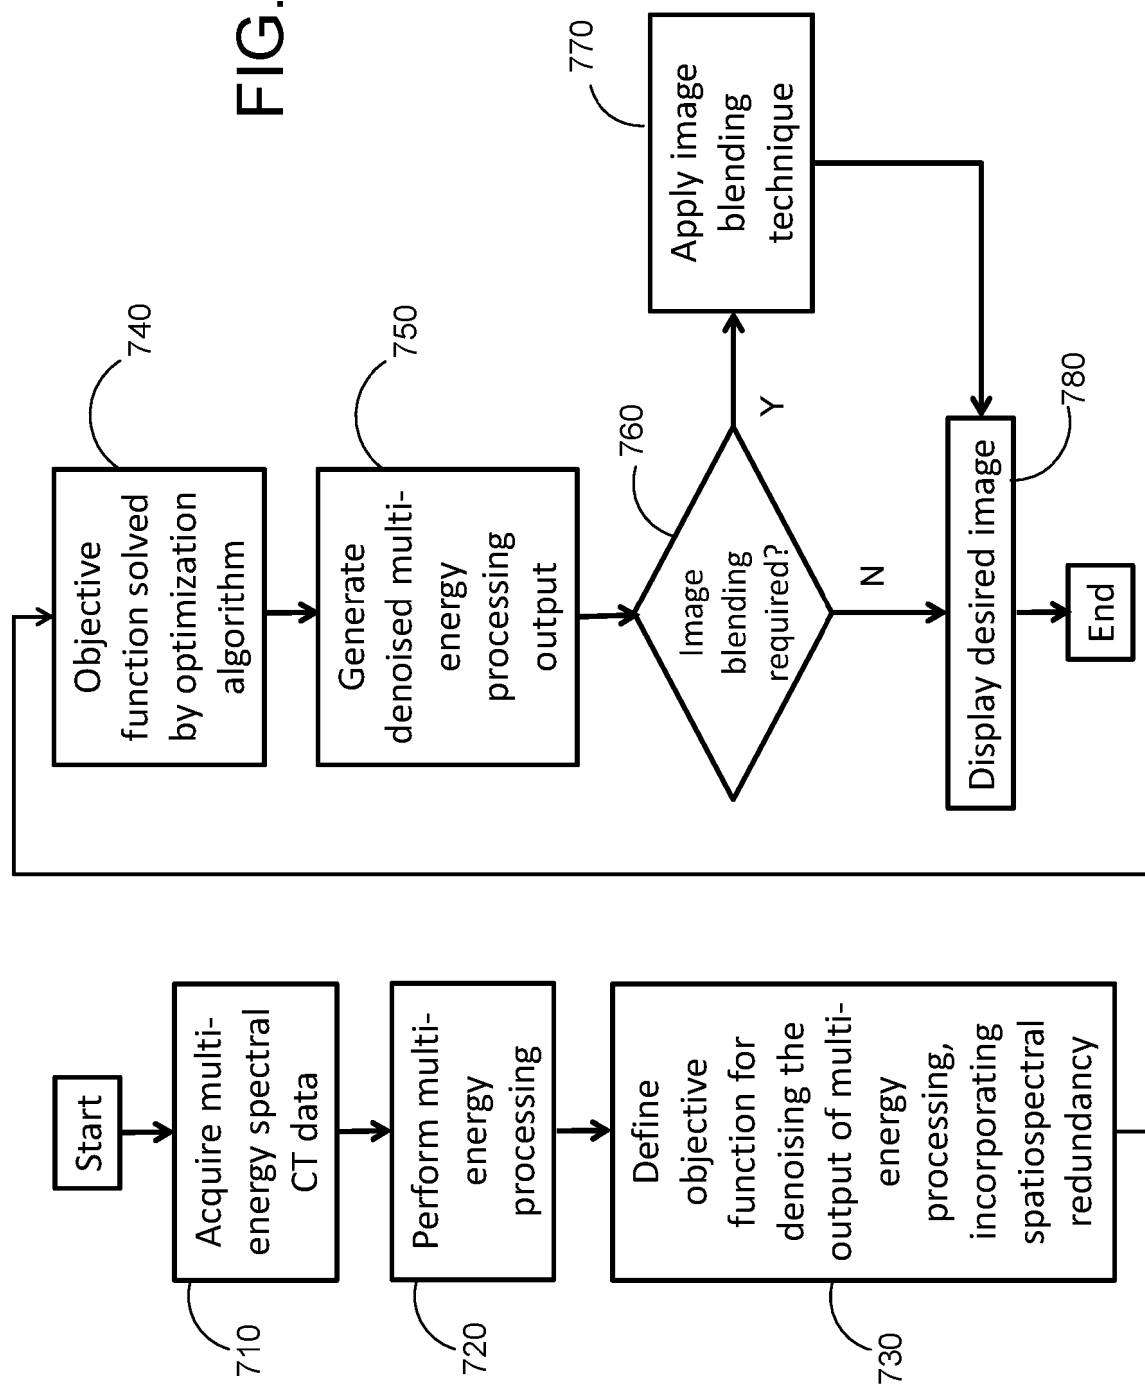 Start
Acquire multi-
energy spectral
CT data
710
Perform multi-
energy
processing
720
Define
objective
function for
denoising the
output of multi-
energy
processing,
incorporating
spatiospectral
redundancy
730
Objective
function solved
by optimization
algorithm
740
Generate
denoised multi-
energy
processing
output
750
Image
blending
required?
760
Y
N
Apply image
blending
technique
770
Display desired image
780
End
FIG.